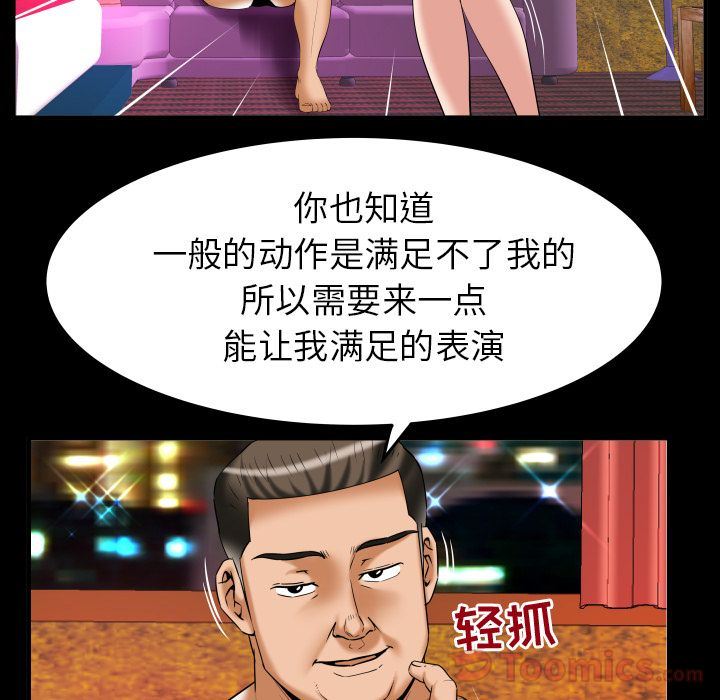 你也知道
一般的动作是满足不了我的
所以需要来一点
能让我满足的表演
轻抓
Toomics.com